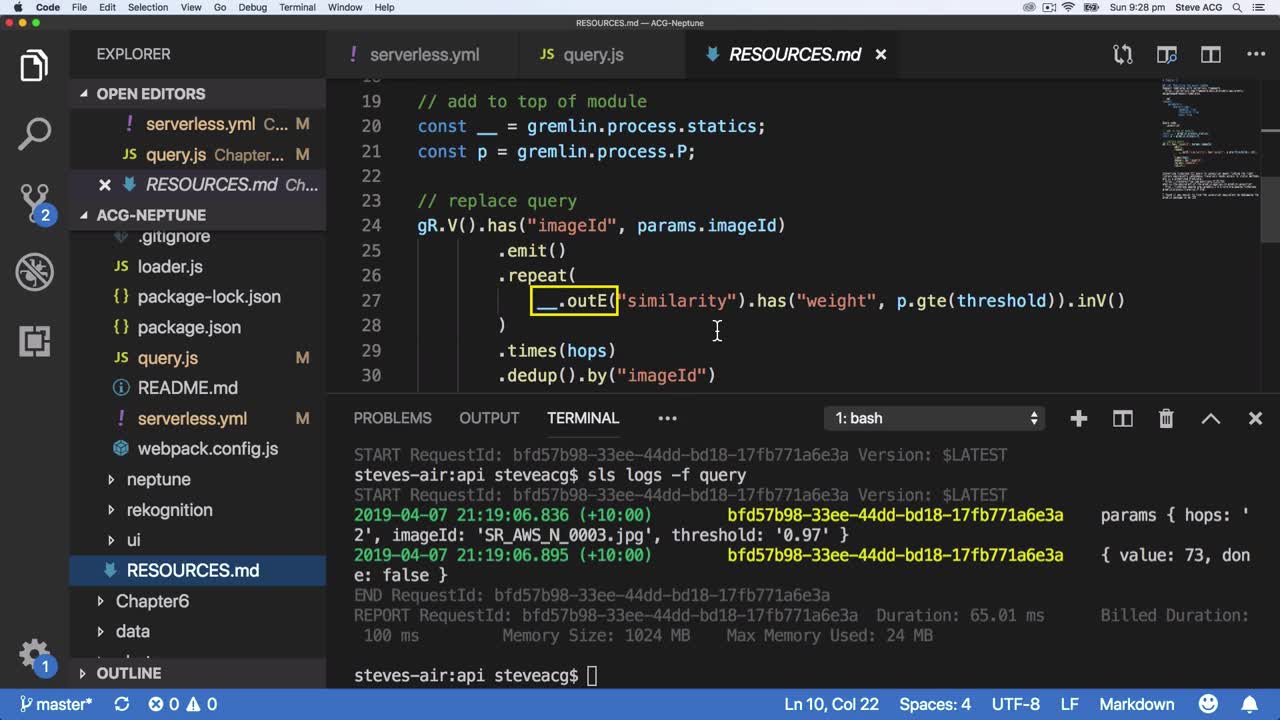 Code File Edit Selection View Go Debug Terminal Window Help Sun 9:28 pm Steve ACG
RESOURCES.md — ACG-Neptune
EXPLORER
OPEN EDITORS
serverless.yml C... M
query.js Chapter... M
RESOURCES.md Ch...
ACG-NEPTUNE
.gitignore
loader.js
package-lock.json
package.json
query.js M
README.md
serverless.yml M
webpack.config.js
neptune
rekognition
ui
RESOURCES.md
Chapter6
data
OUTLINE
2
1
serverless.yml
JS query.js
RESOURCES.md
19 // add to top of module
20 const __ = gremlin.process.statics;
21 const p = gremlin.process.P;
22
23 // replace query
24 gR.V().has("imageId", params.imageId)
25 .emit()
26 .repeat(
27 __.outE("similarity").has("weight", p.gte(threshold)).inV()
28 )
29 .times(hops)
30 .dedup().by("imageId")
PROBLEMS OUTPUT TERMINAL ••• 1: bash
START RequestId: bfd57b98-33ee-44dd-bd18-17fb771a6e3a Version: $LATEST
steves-air:api steveacg$ sls logs -f query
START RequestId: bfd57b98-33ee-44dd-bd18-17fb771a6e3a Version: $LATEST
2019-04-07 21:19:06.836 (+10:00) bfd57b98-33ee-44dd-bd18-17fb771a6e3a params { hops: '
2', imageId: 'SR_AWS_N_0003.jpg', threshold: '0.97' }
2019-04-07 21:19:06.895 (+10:00) bfd57b98-33ee-44dd-bd18-17fb771a6e3a { value: 73, don
e: false }
END RequestId: bfd57b98-33ee-44dd-bd18-17fb771a6e3a
REPORT RequestId: bfd57b98-33ee-44dd-bd18-17fb771a6e3a Duration: 65.01 ms Billed Duration:
100 ms Memory Size: 1024 MB Max Memory Used: 24 MB
steves-air:api steveacg$
master* 0 0 Ln 10, Col 22 Spaces: 4 UTF-8 LF Markdown